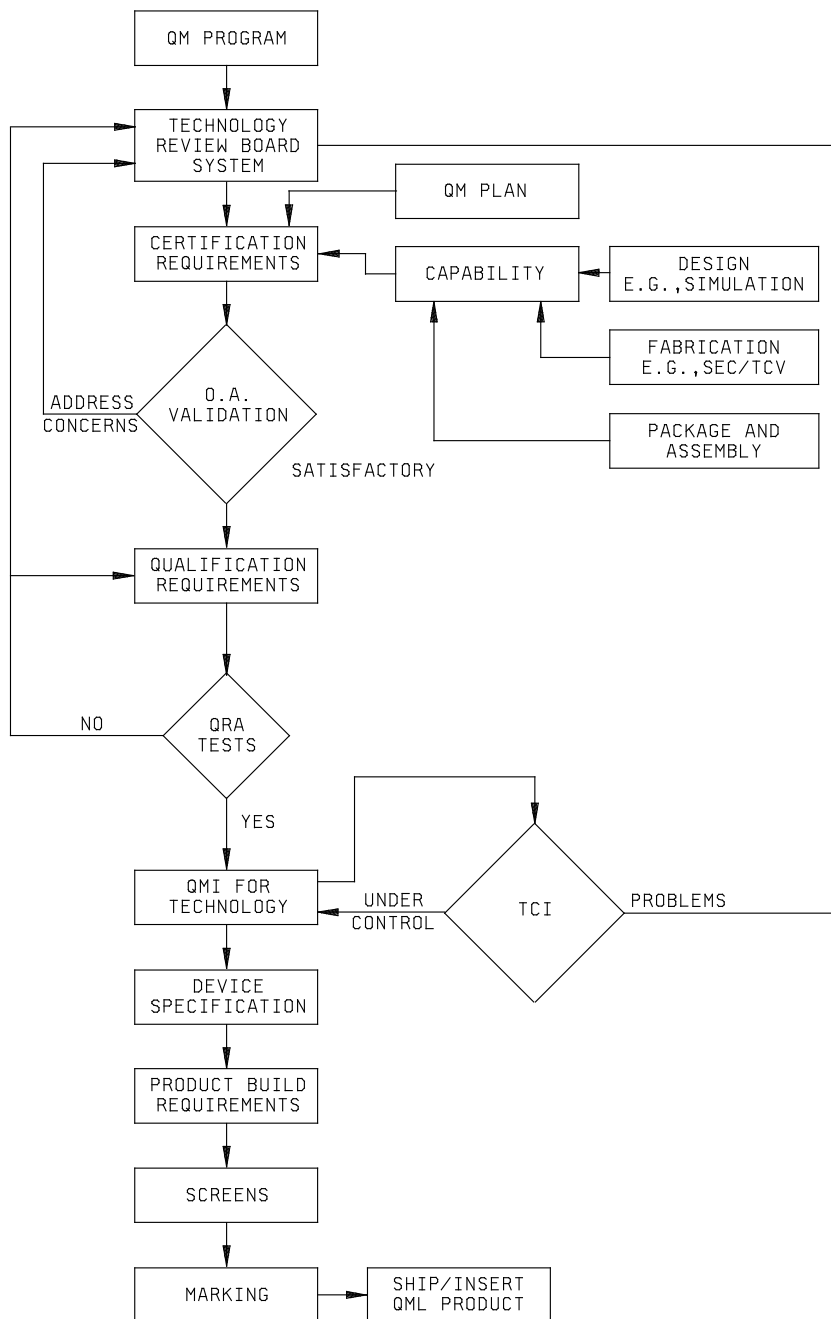 QM PROGRAM
TECHNOLOGY
REVIEW BOARD
SYSTEM
QM PLAN
CERTIFICATION
REQUIREMENTS
CAPABILITY
DESIGN
E.G.,SIMULATION
FABRICATION
E.G.,SEC/TCV
O.A.
VALIDATION
ADDRESS
CONCERNS
PACKAGE AND
ASSEMBLY
SATISFACTORY
QUALIFICATION
REQUIREMENTS
NO
QRA
TESTS
YES
QMI FOR
TECHNOLOGY
UNDER
CONTROL
TCI
PROBLEMS
DEVICE
SPECIFICATION
PRODUCT BUILD
REQUIREMENTS
SCREENS
MARKING
SHIP/INSERT
QML PRODUCT